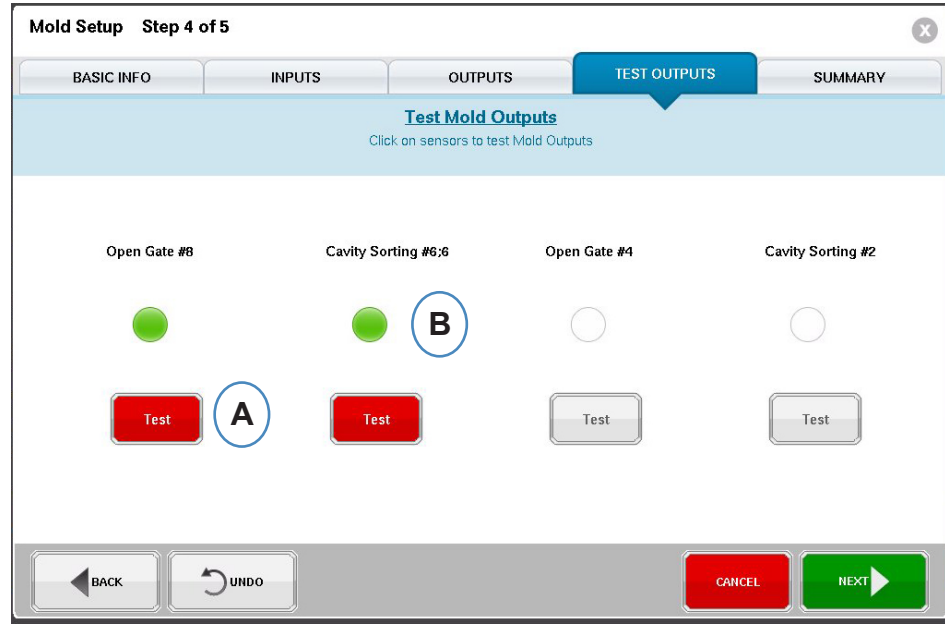 Mold Setup Step 4 of 5
X
BASIC INFO INPUTS OUTPUTS TEST OUTPUTS SUMMARY
Test Mold Outputs
Click on sensors to test Mold Outputs
Open Gate #8 Cavity Sorting #6;6 Open Gate #4 Cavity Sorting #2
B
Test A Test Test Test
BACK UNDO CANCEL NEXT